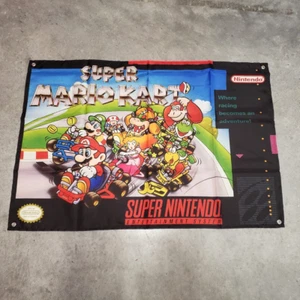 SUPER
MARIO KART
Nintendo
Where
racing
becomes an
adventure!
SUPER NINTENDO
ENTERTAINMENT SYSTEM